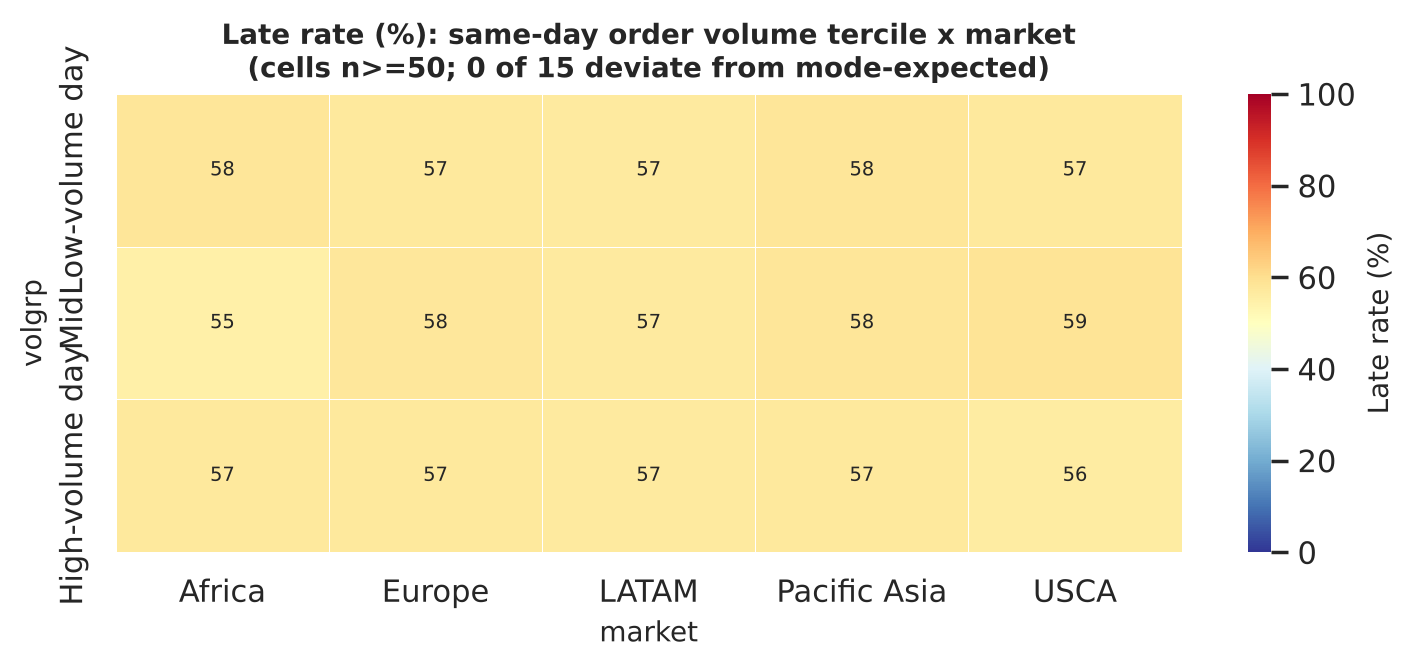 Late rate (%): same-day order volume tercile x market
(cells n>=50; 0 of 15 deviate from mode-expected)
volgrp
Low-volume day
58 57 57 58 57
Mid
55 58 57 58 59
High-volume day
57 57 57 57 56
Africa Europe LATAM Pacific Asia USCA
market
100
80
60
40
20
0
Late rate (%)